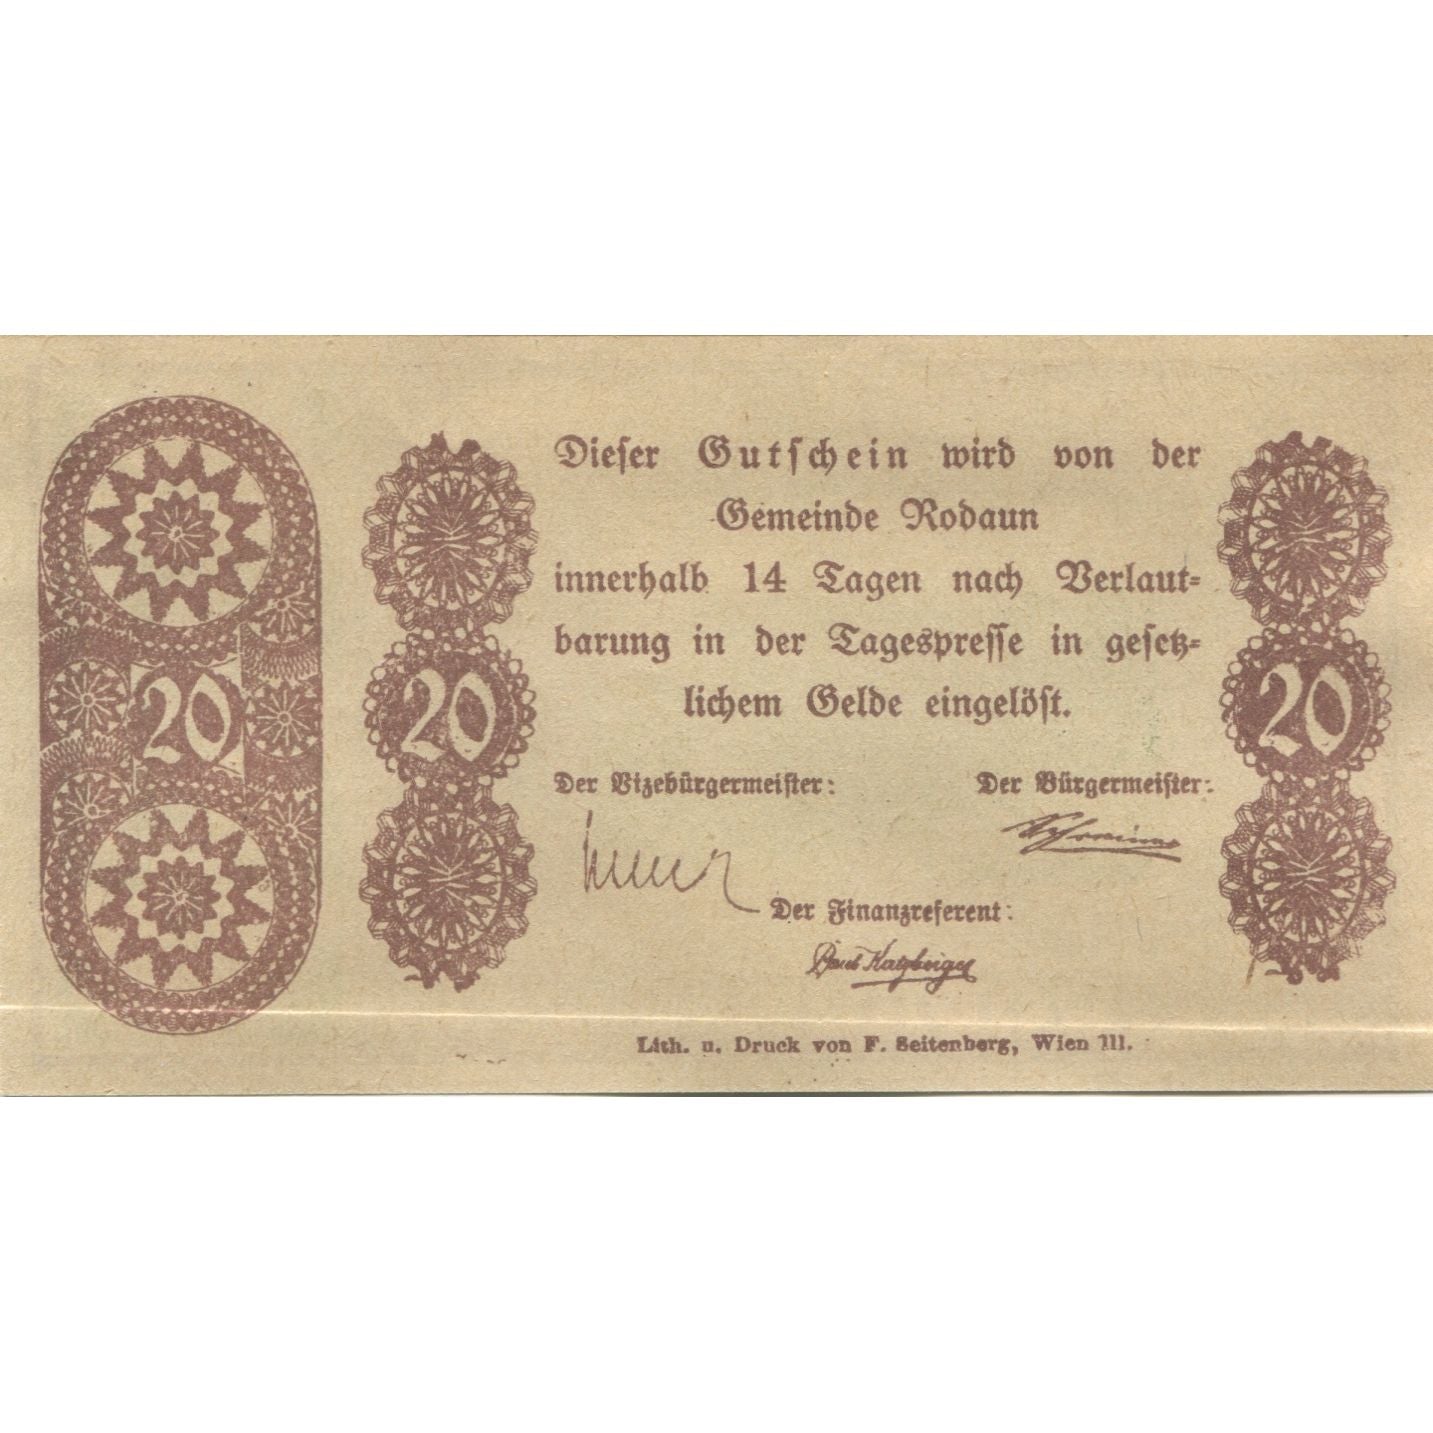 Dieser Gutschein wird von der
Gemeinde Rodaun
innerhalb 14 Tagen nach Verlaut=
barung in der Tagespresse in gesetz=
lichem Gelde eingelöst.
20 20 20
Der Vizebürgermeister: Der Bürgermeister:
Der Finanzreferent:
Lith. u. Druck von F. Seitenberg, Wien III.